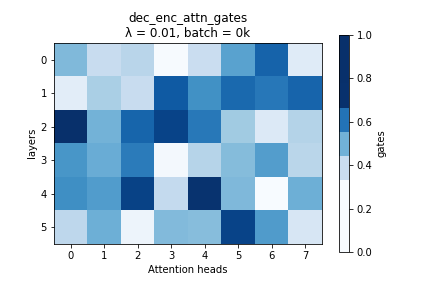 dec_enc_attn_gates
λ = 0.01, batch = 0k
0
1
2
3
4
5
layers
0 1 2 3 4 5 6 7
Attention heads
1.0
0.8
0.6
0.4
0.2
0.0
gates